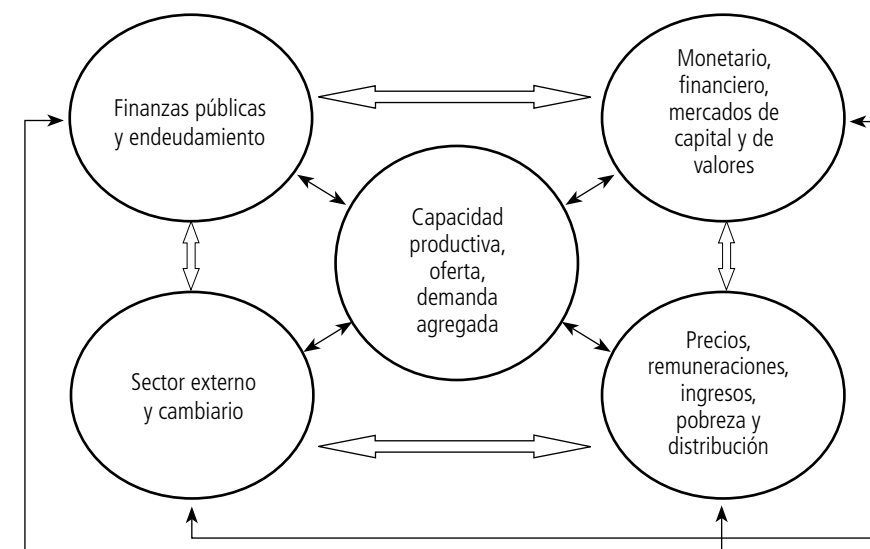 Finanzas públicas
y endeudamiento
Monetario,
financiero,
mercados de
capital y de
valores
Capacidad
productiva,
oferta,
demanda
agregada
Sector externo
y cambiario
Precios,
remuneraciones,
ingresos,
pobreza y
distribución